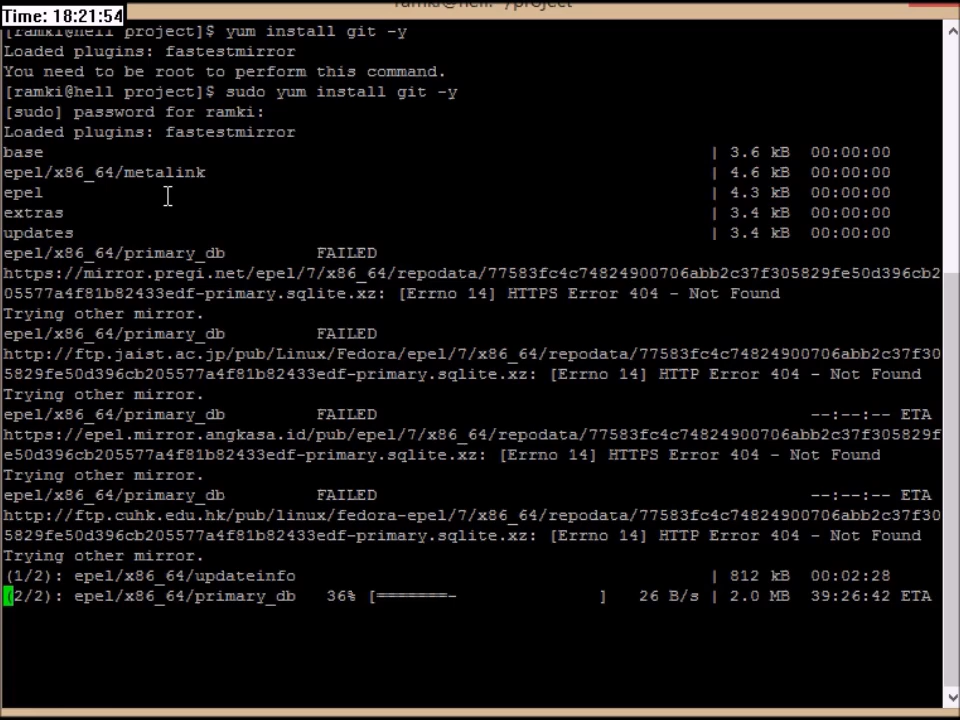 Time: 18:21:54
ramki@hell:~/project
[ramki@hell project]$ yum install git -y
Loaded plugins: fastestmirror
You need to be root to perform this command.
[ramki@hell project]$ sudo yum install git -y
[sudo] password for ramki:
Loaded plugins: fastestmirror
base | 3.6 kB 00:00:00
epel/x86_64/metalink | 4.6 kB 00:00:00
epel | 4.3 kB 00:00:00
extras | 3.4 kB 00:00:00
updates | 3.4 kB 00:00:00
epel/x86_64/primary_db FAILED
https://mirror.pregi.net/epel/7/x86_64/repodata/77583fc4c74824900706abb2c37f305829fe50d396cb2
05577a4f81b82433edf-primary.sqlite.xz: [Errno 14] HTTPS Error 404 - Not Found
Trying other mirror.
epel/x86_64/primary_db FAILED
http://ftp.jaist.ac.jp/pub/Linux/Fedora/epel/7/x86_64/repodata/77583fc4c74824900706abb2c37f30
5829fe50d396cb205577a4f81b82433edf-primary.sqlite.xz: [Errno 14] HTTP Error 404 - Not Found
Trying other mirror.
epel/x86_64/primary_db FAILED --:--:-- ETA
https://epel.mirror.angkasa.id/pub/epel/7/x86_64/repodata/77583fc4c74824900706abb2c37f305829f
e50d396cb205577a4f81b82433edf-primary.sqlite.xz: [Errno 14] HTTPS Error 404 - Not Found
Trying other mirror.
epel/x86_64/primary_db FAILED --:--:-- ETA
http://ftp.cuhk.edu.hk/pub/linux/fedora-epel/7/x86_64/repodata/77583fc4c74824900706abb2c37f30
5829fe50d396cb205577a4f81b82433edf-primary.sqlite.xz: [Errno 14] HTTP Error 404 - Not Found
Trying other mirror.
(1/2): epel/x86_64/updateinfo | 812 kB 00:02:28
(2/2): epel/x86_64/primary_db 36% [=======- ] 26 B/s | 2.0 MB 39:26:42 ETA